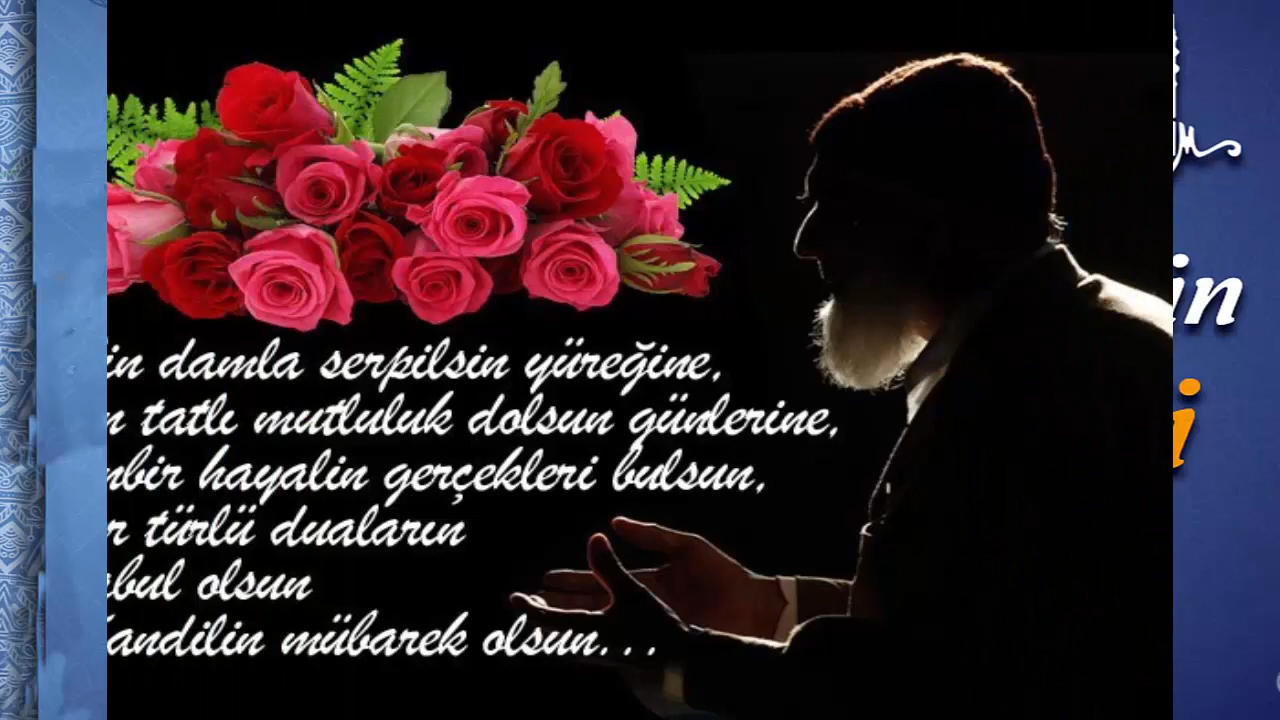 in damla serpilsin yüreğine,
n tatlı mutluluk dolsun günlerine,
nbir hayalin gerçekleri bulsun,
r türlü duaların
abul olsun
andilin mübarek olsun...
in
i